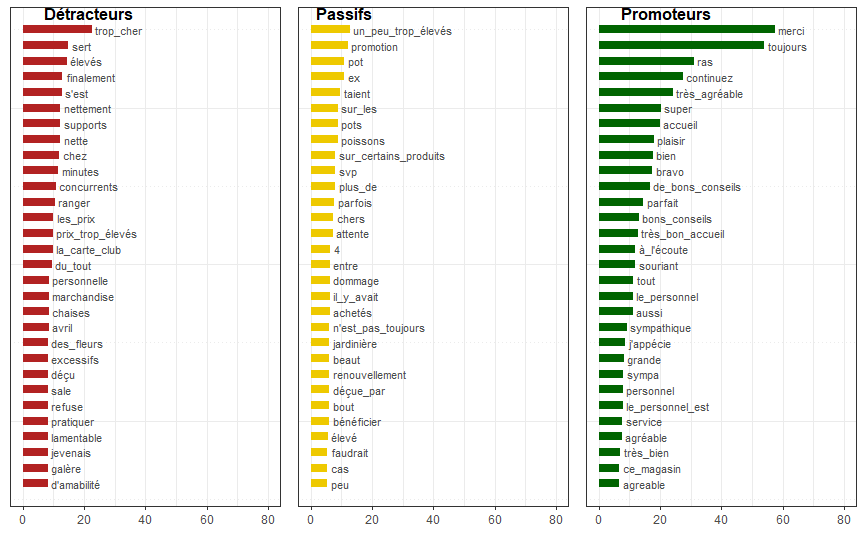 Détracteurs
trop_cher
sert
élevés
finalement
s'est
nettement
supports
nette
chez
minutes
concurrents
ranger
les_prix
prix_trop_élevés
la_carte_club
du_tout
personnelle
marchandise
chaises
avril
des_fleurs
excessifs
déçu
sale
refuse
pratiquer
lamentable
jevenais
galère
d'amabilité
0 20 40 60 80
Passifs
un_peu_trop_élevés
promotion
pot
ex
taient
sur_les
pots
poissons
sur_certains_produits
svp
plus_de
parfois
chers
attente
4
entre
dommage
il_y_avait
achetés
n'est_pas_toujours
jardinière
beaut
renouvellement
déçue_par
bout
bénéficier
élevé
faudrait
cas
peu
0 20 40 60 80
Promoteurs
merci
toujours
ras
continuez
très_agréable
super
accueil
plaisir
bien
bravo
de_bons_conseils
parfait
bons_conseils
très_bon_accueil
à_l'écoute
souriant
tout
le_personnel
aussi
sympathique
j'appécie
grande
sympa
personnel
le_personnel_est
service
agréable
très_bien
ce_magasin
agreable
0 20 40 60 80